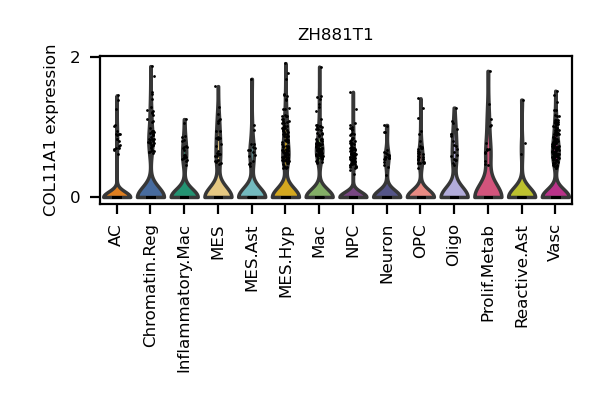 ZH881T1
COL11A1 expression
2
0
AC
Chromatin.Reg
Inflammatory.Mac
MES
MES.Ast
MES.Hyp
Mac
NPC
Neuron
OPC
Oligo
Prolif.Metab
Reactive.Ast
Vasc